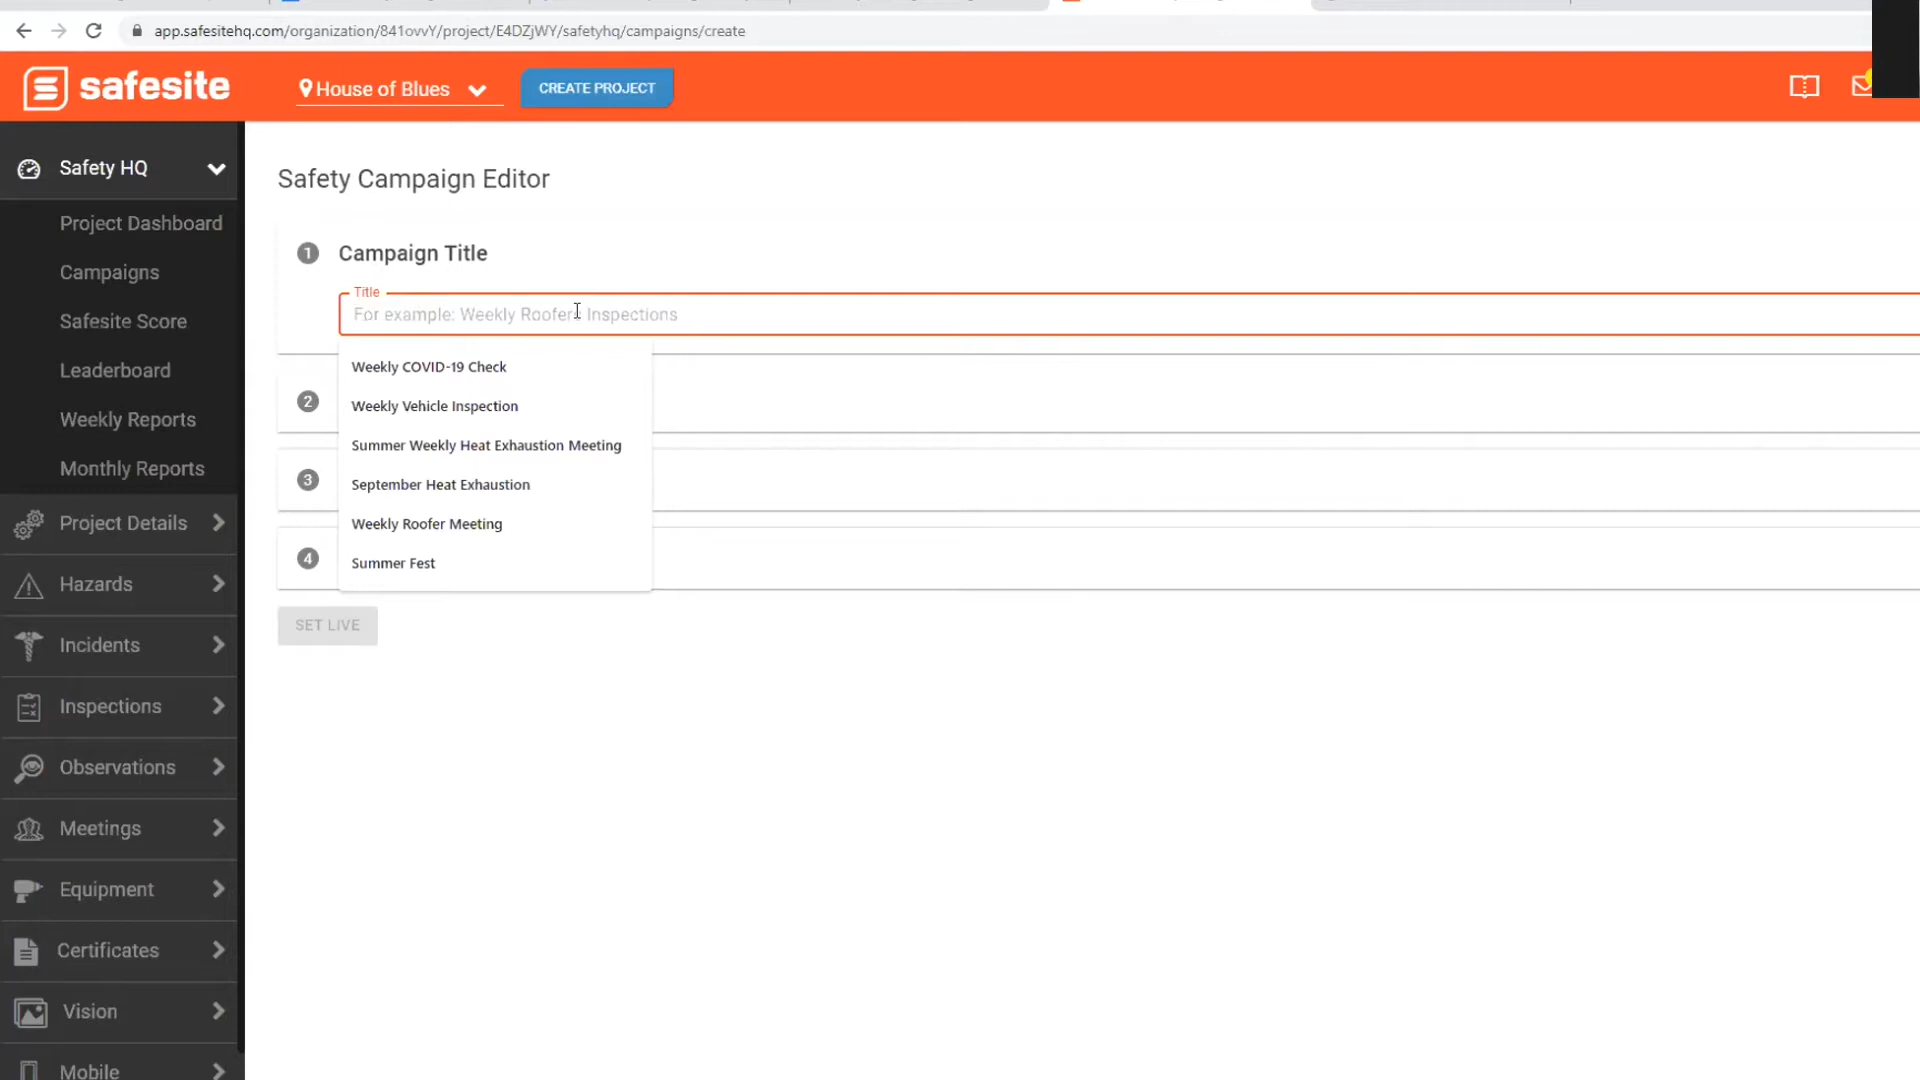 app.safesitehq.com/organization/841ovvY/project/E4DZjWY/safetyhq/campaigns/create
safesite
House of Blues
CREATE PROJECT
Safety HQ
Project Dashboard
Campaigns
Safesite Score
Leaderboard
Weekly Reports
Monthly Reports
Project Details
Hazards
Incidents
Inspections
Observations
Meetings
Equipment
Certificates
Vision
Mobile
Safety Campaign Editor
1 Campaign Title
Title
For example: Weekly Roofers Inspections
Weekly COVID-19 Check
Weekly Vehicle Inspection
Summer Weekly Heat Exhaustion Meeting
September Heat Exhaustion
Weekly Roofer Meeting
Summer Fest
2
3
4
SET LIVE